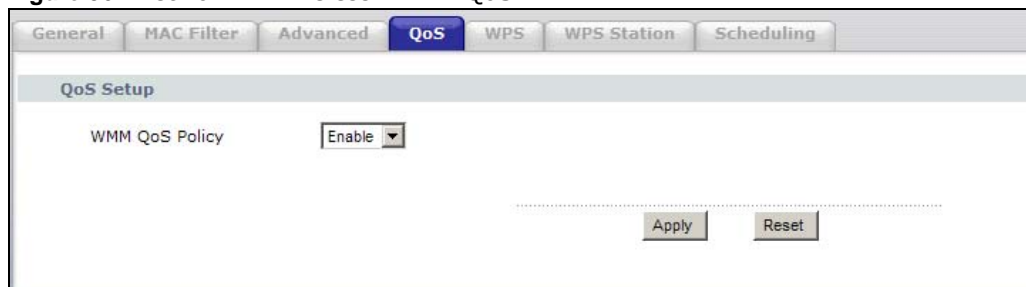 General MAC Filter Advanced QoS WPS WPS Station Scheduling
QoS Setup
WMM QoS Policy Enable
Apply Reset